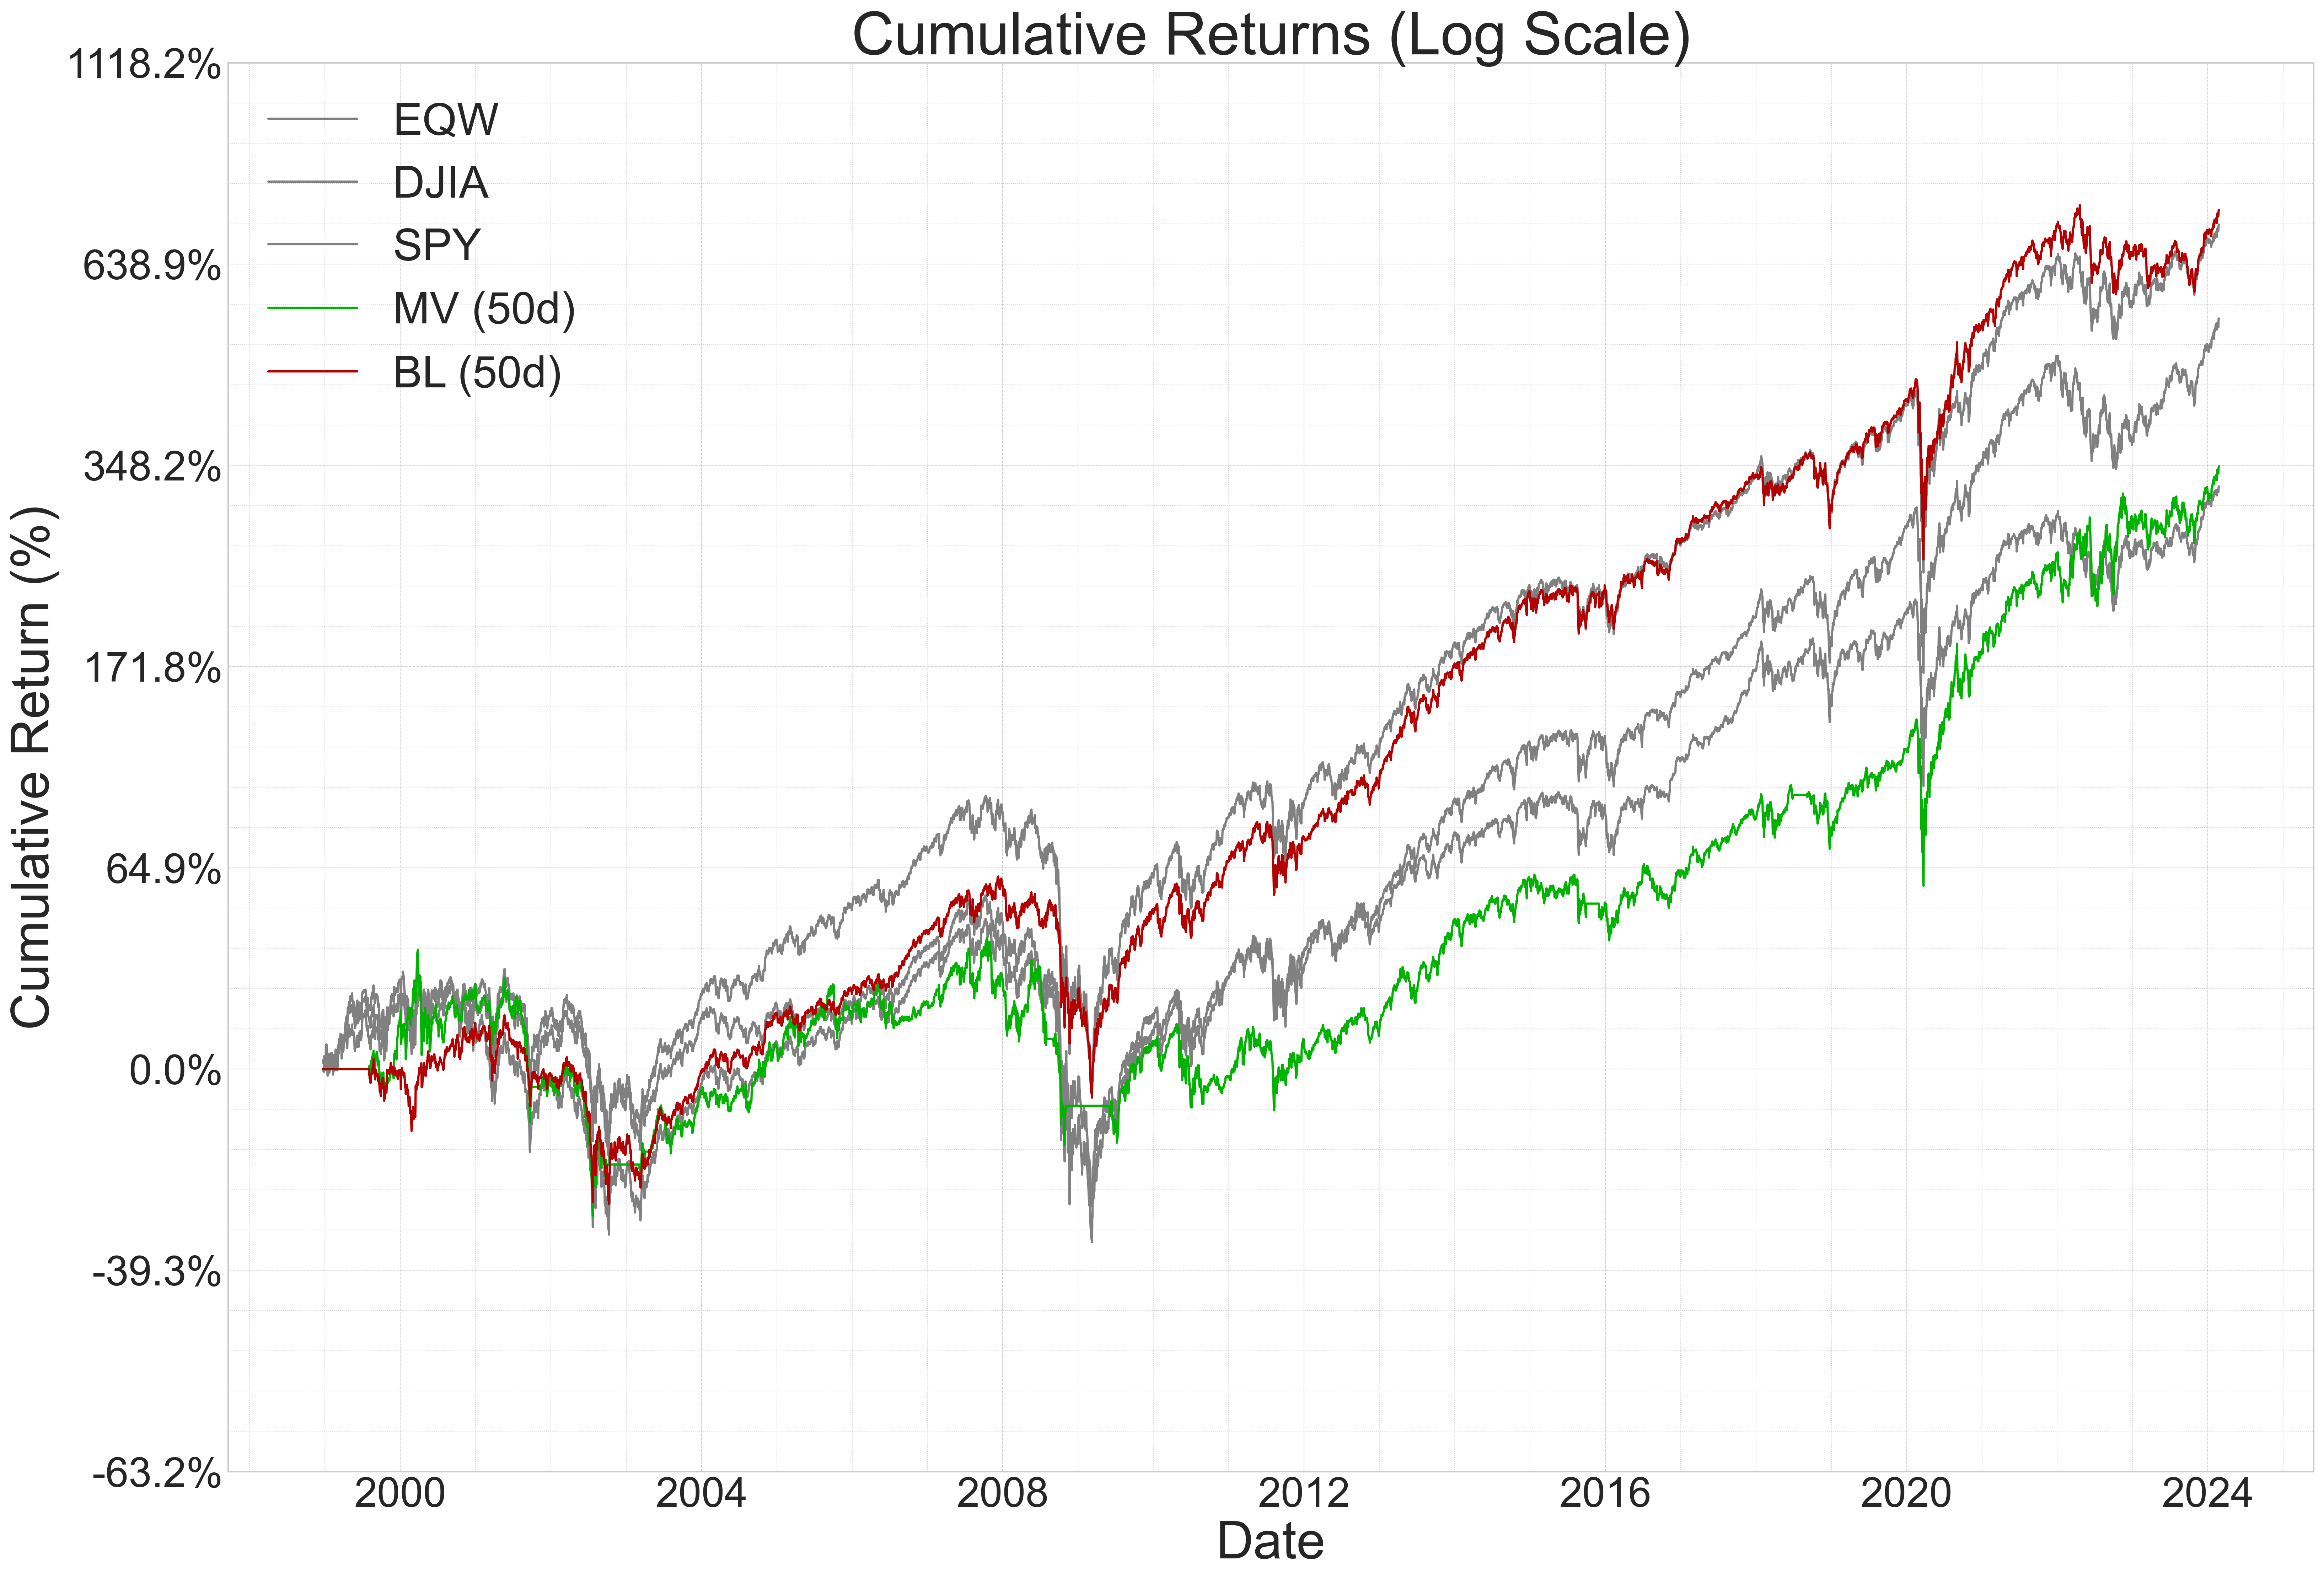 Cumulative Returns (Log Scale)
1118.2%
638.9%
348.2%
171.8%
64.9%
0.0%
-39.3%
-63.2%
Cumulative Return (%)
EQW
DJIA
SPY
MV (50d)
BL (50d)
2000 2004 2008 2012 2016 2020 2024
Date